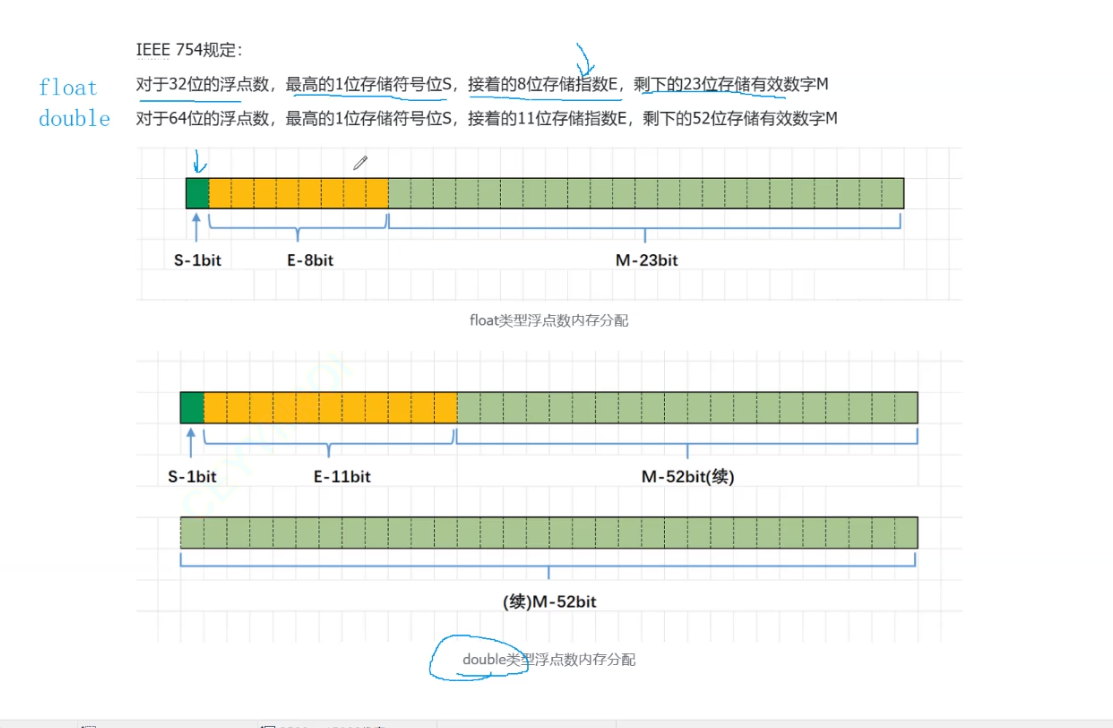 IEEE 754规定：
float 对于32位的浮点数，最高的1位存储符号位S，接着的8位存储指数E，剩下的23位存储有效数字M
double 对于64位的浮点数，最高的1位存储符号位S，接着的11位存储指数E，剩下的52位存储有效数字M
S-1bit E-8bit M-23bit
float类型浮点数内存分配
S-1bit E-11bit M-52bit(续)
(续)M-52bit
double类型浮点数内存分配